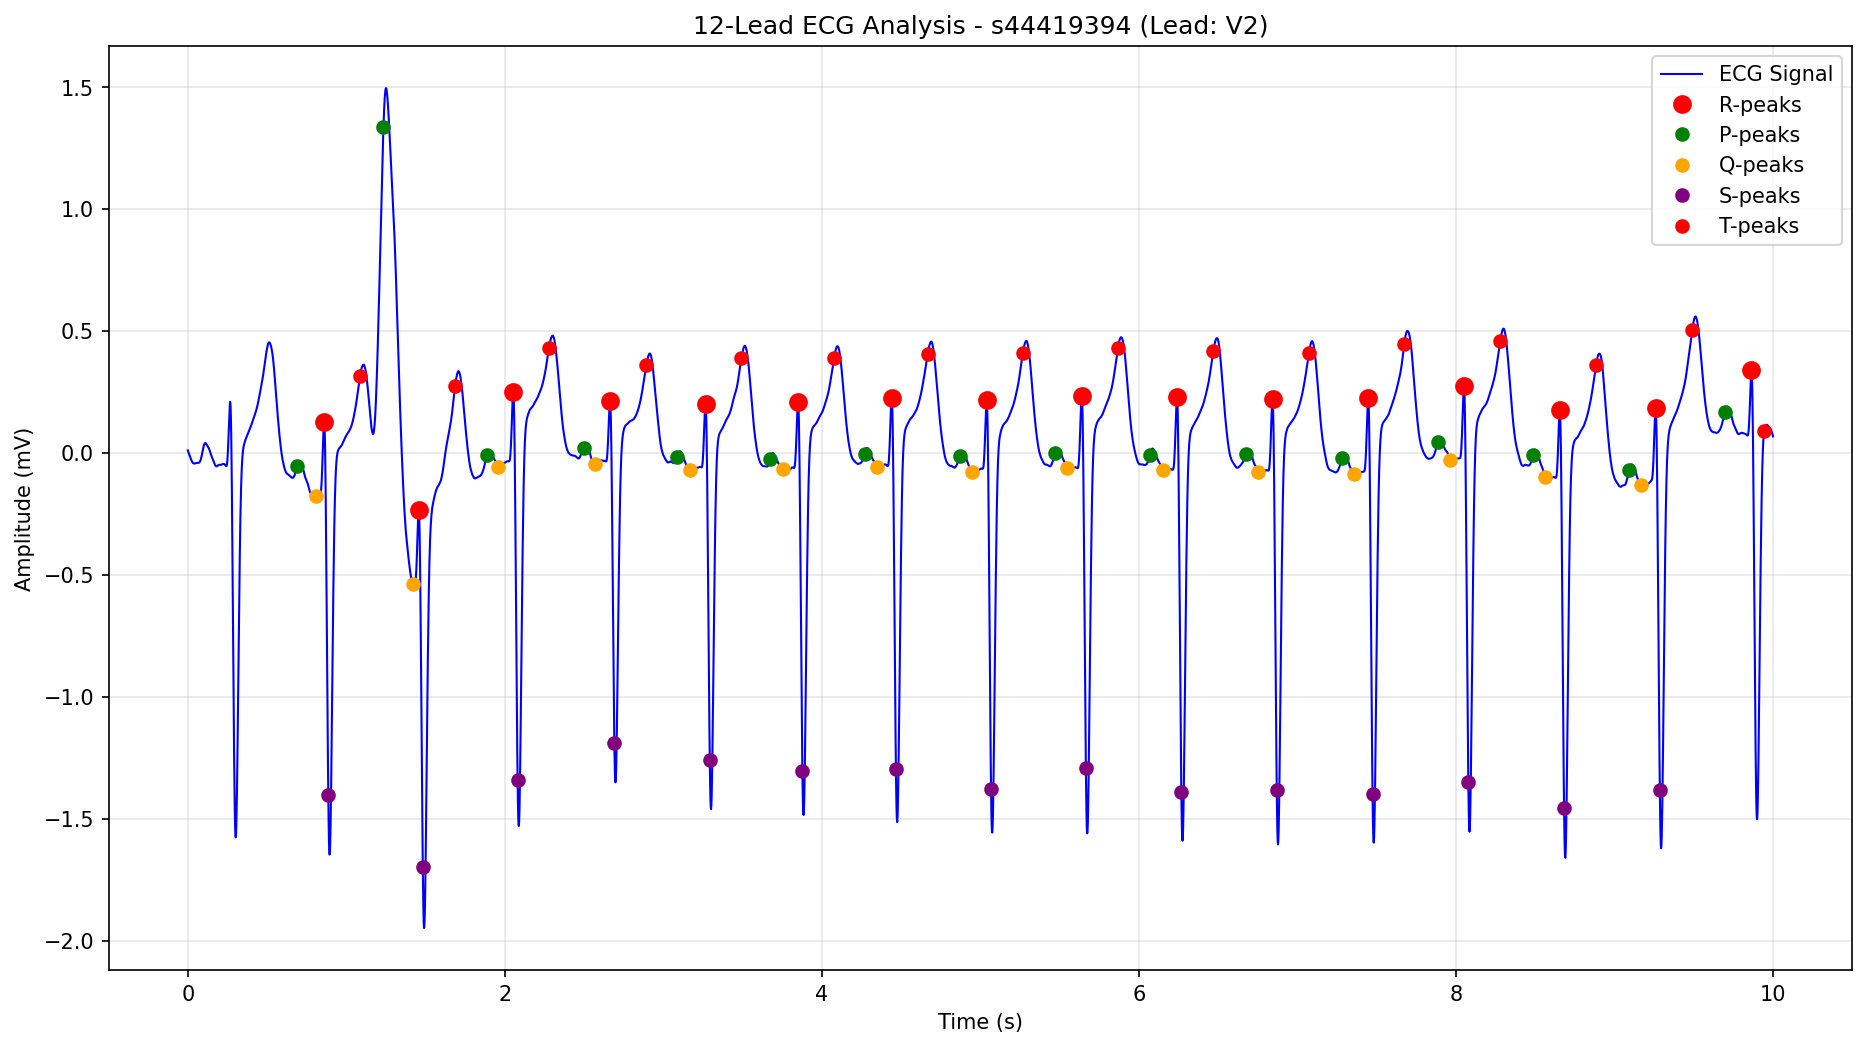 12-Lead ECG Analysis - s44419394 (Lead: V2)
ECG Signal
R-peaks
P-peaks
Q-peaks
S-peaks
T-peaks
Amplitude (mV)
1.5
1.0
0.5
0.0
−0.5
−1.0
−1.5
−2.0
0 2 4 6 8 10
Time (s)